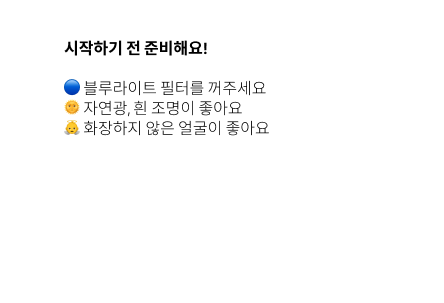 시작하기 전 준비해요!
🔵 블루라이트 필터를 꺼주세요
🌞 자연광, 흰 조명이 좋아요
👼 화장하지 않은 얼굴이 좋아요